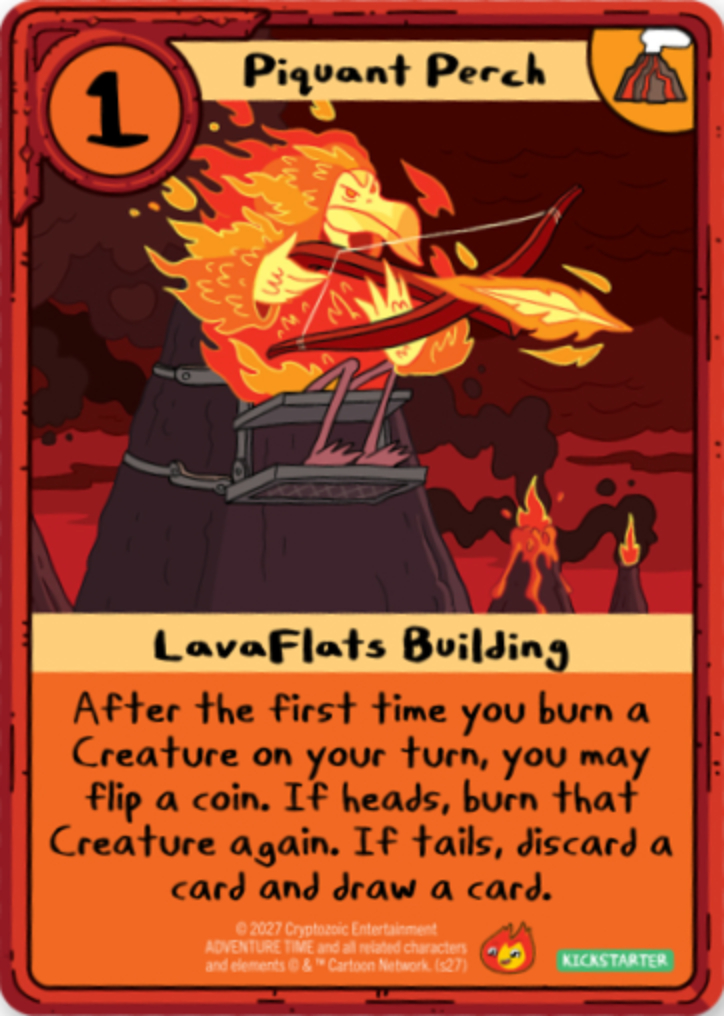 1
Piquant Perch
LavaFlats Building
After the first time you burn a
Creature on your turn, you may
flip a coin. If heads, burn that
Creature again. If tails, discard a
card and draw a card.
© 2027 Cryptozoic Entertainment
ADVENTURE TIME and all related characters
and elements © & ™ Cartoon Network. (s27)
KICKSTARTER